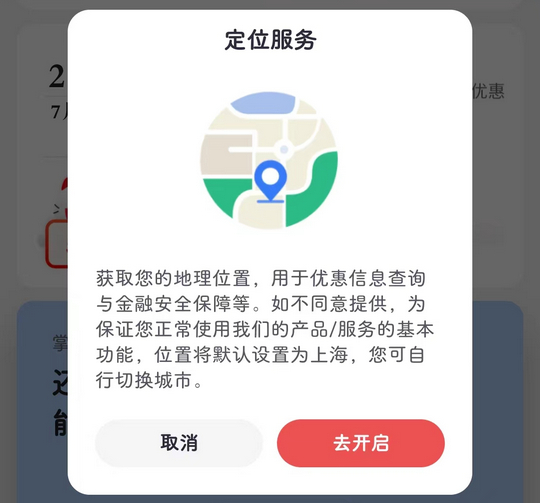 定位服务
2
7月
优惠
获取您的地理位置，用于优惠信息查询
与金融安全保障等。如不同意提供，为
保证您正常使用我们的产品/服务的基本
功能，位置将默认设置为上海，您可自
行切换城市。
掌
还
能
取消
去开启